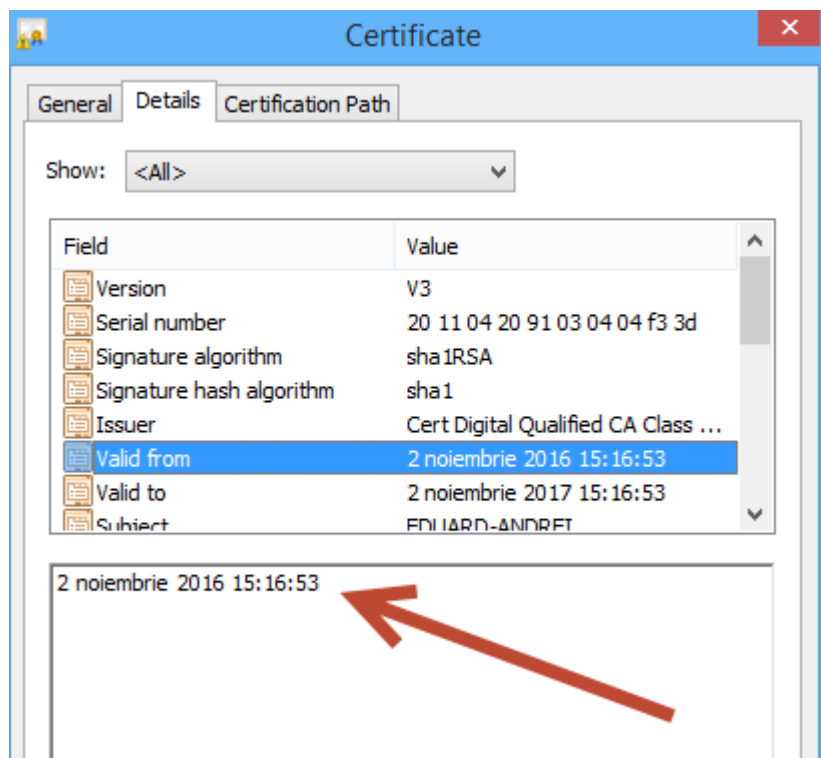 Certificate
General Details Certification Path
Show: <All>
Field Value
Version V3
Serial number 20 11 04 20 91 03 04 04 f3 3d
Signature algorithm sha1RSA
Signature hash algorithm sha1
Issuer Cert Digital Qualified CA Class ...
Valid from 2 noiembrie 2016 15:16:53
Valid to 2 noiembrie 2017 15:16:53
Subject EDUARD-ANDREI
2 noiembrie 2016 15:16:53